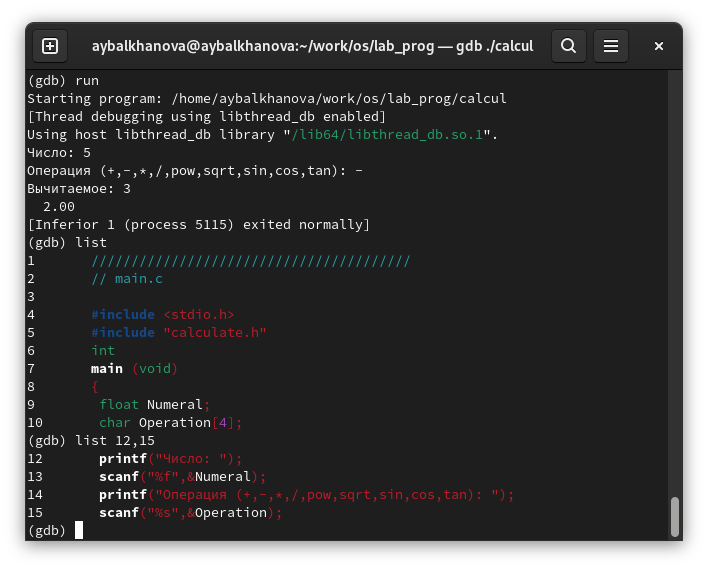 aybalkhanova@aybalkhanova:~/work/os/lab_prog — gdb ./calcul
(gdb) run
Starting program: /home/aybalkhanova/work/os/lab_prog/calcul
[Thread debugging using libthread_db enabled]
Using host libthread_db library "/lib64/libthread_db.so.1".
Число: 5
Операция (+,-,*,/,pow,sqrt,sin,cos,tan): -
Вычитаемое: 3
  2.00
[Inferior 1 (process 5115) exited normally]
(gdb) list
1       ////////////////////////////////////////
2       // main.c
3
4       #include <stdio.h>
5       #include "calculate.h"
6       int
7       main (void)
8       {
9        float Numeral;
10       char Operation[4];
(gdb) list 12,15
12       printf("Число: ");
13       scanf("%f",&Numeral);
14       printf("Операция (+,-,*,/,pow,sqrt,sin,cos,tan): ");
15       scanf("%s",&Operation);
(gdb)